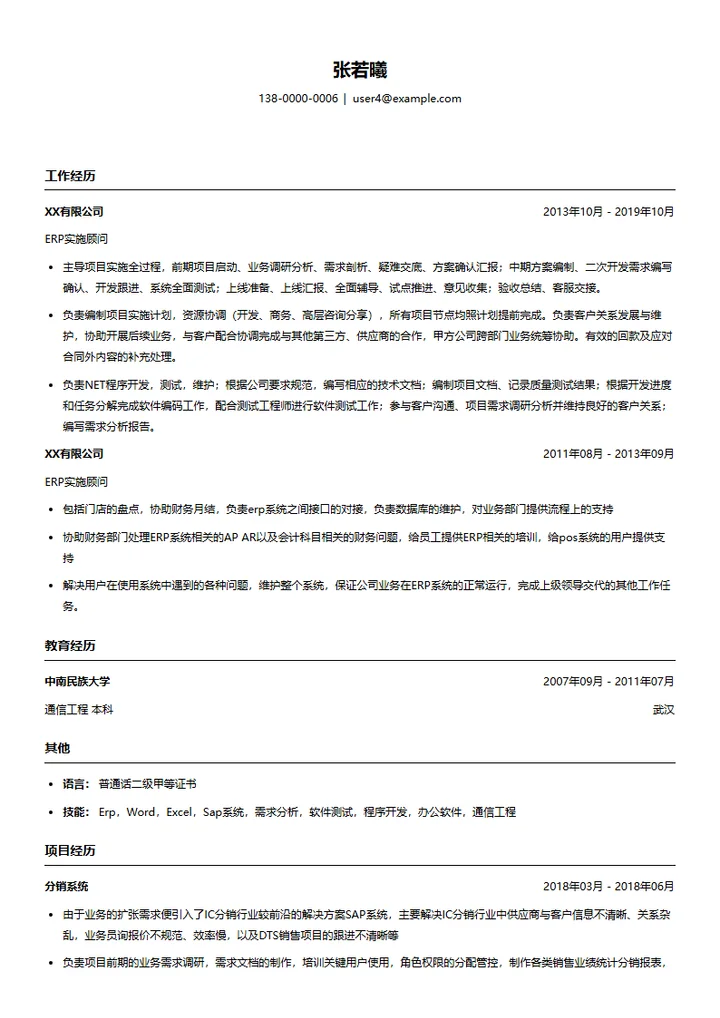 张若曦
138-0000-0006 | user4@example.com
工作经历
XX有限公司 2013年10月 - 2019年10月
ERP实施顾问
• 主导项目实施全过程，前期项目启动、业务调研分析、需求剖析、疑难交底、方案确认汇报；中期方案编制、二次开发需求编写
确认、开发跟进、系统全面测试；上线准备、上线汇报、全面辅导、试点推进、意见收集；验收总结、客服交接。
• 负责编制项目实施计划，资源协调（开发、商务、高层咨询分享），所有项目节点均照计划提前完成。负责客户关系发展与维
护，协助开展后续业务，与客户配合协调完成与其他第三方、供应商的合作，甲方公司跨部门业务统筹协助。有效的回款及应对
合同外内容的补充处理。
• 负责NET程序开发，测试，维护；根据公司要求规范，编写相应的技术文档；编制项目文档、记录质量测试结果；根据开发进度
和任务分解完成软件编码工作，配合测试工程师进行软件测试工作；参与客户沟通、项目需求调研分析并维持良好的客户关系；
编写需求分析报告。
XX有限公司 2011年08月 - 2013年09月
ERP实施顾问
• 包括门店的盘点，协助财务月结，负责erp系统之间接口的对接，负责数据库的维护，对业务部门提供流程上的支持
• 协助财务部门处理ERP系统相关的AP AR以及会计科目相关的财务问题，给员工提供ERP相关的培训，给pos系统的用户提供支
持
• 解决用户在使用系统中遇到的各种问题，维护整个系统，保证公司业务在ERP系统的正常运行，完成上级领导交代的其他工作任
务。
教育经历
中南民族大学 2007年09月 - 2011年07月
通信工程 本科 武汉
其他
• 语言： 普通话二级甲等证书
• 技能： Erp，Word，Excel，Sap系统，需求分析，软件测试，程序开发，办公软件，通信工程
项目经历
分销系统 2018年03月 - 2018年06月
• 由于业务的扩张需求便引入了IC分销行业较前沿的解决方案SAP系统，主要解决IC分销行业中供应商与客户信息不清晰、关系杂
乱，业务员询报价不规范、效率慢，以及DTS销售项目的跟进不清晰等
• 负责项目前期的业务需求调研，需求文档的制作，培训关键用户使用，角色权限的分配管控，制作各类销售业绩统计分销报表，